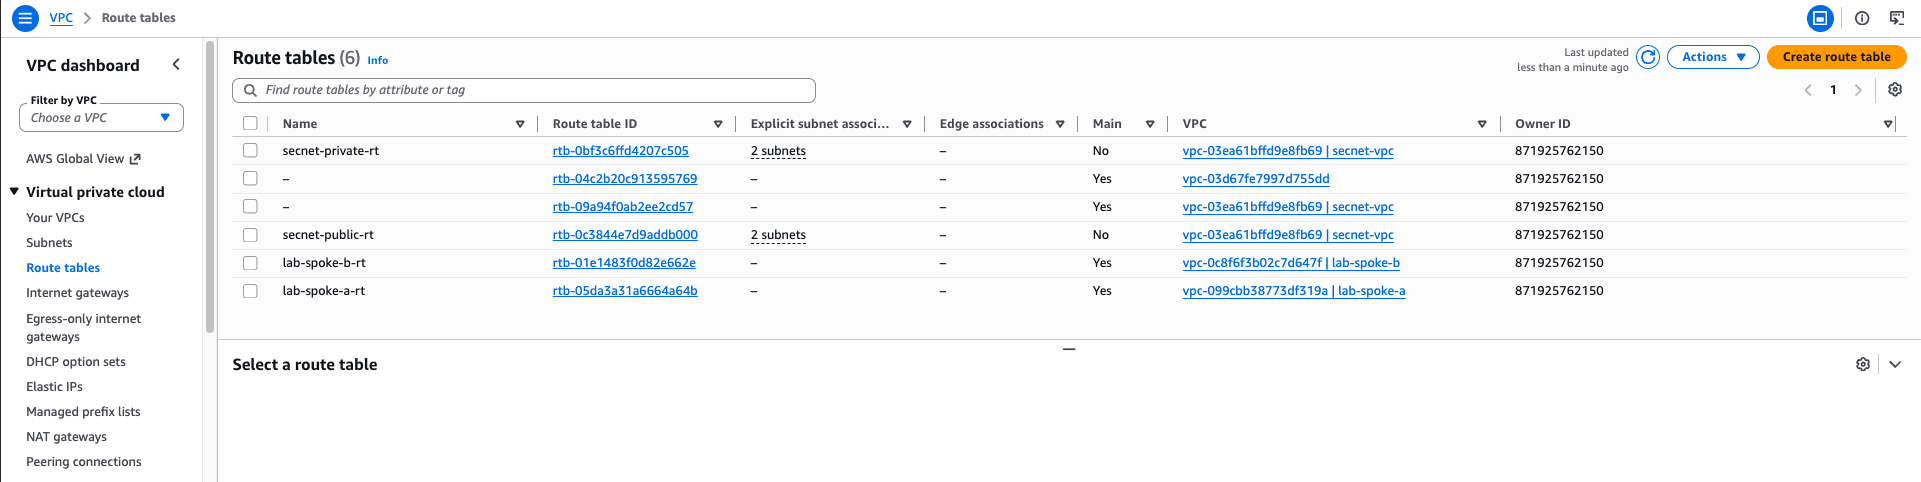 VPC > Route tables
VPC dashboard
Filter by VPC
Choose a VPC
AWS Global View
Virtual private cloud
Your VPCs
Subnets
Route tables
Internet gateways
Egress-only internet
gateways
DHCP option sets
Elastic IPs
Managed prefix lists
NAT gateways
Peering connections
Route tables (6) Info
Last updated
less than a minute ago
Actions
Create route table
Find route tables by attribute or tag
1
Name Route table ID Explicit subnet associ... Edge associations Main VPC Owner ID
secnet-private-rt rtb-0bf3c6ffd4207c505 2 subnets – No vpc-03ea61bffd9e8fb69 | secnet-vpc 871925762150
– rtb-04c2b20c913595769 – – Yes vpc-03d67fe7997d755dd 871925762150
– rtb-09a94f0ab2ee2cd57 – – Yes vpc-03ea61bffd9e8fb69 | secnet-vpc 871925762150
secnet-public-rt rtb-0c3844e7d9addb000 2 subnets – No vpc-03ea61bffd9e8fb69 | secnet-vpc 871925762150
lab-spoke-b-rt rtb-01e1483f0d82e662e – – Yes vpc-0c8f6f3b02c7d647f | lab-spoke-b 871925762150
lab-spoke-a-rt rtb-05da3a31a6664a64b – – Yes vpc-099cbb38773df319a | lab-spoke-a 871925762150
Select a route table